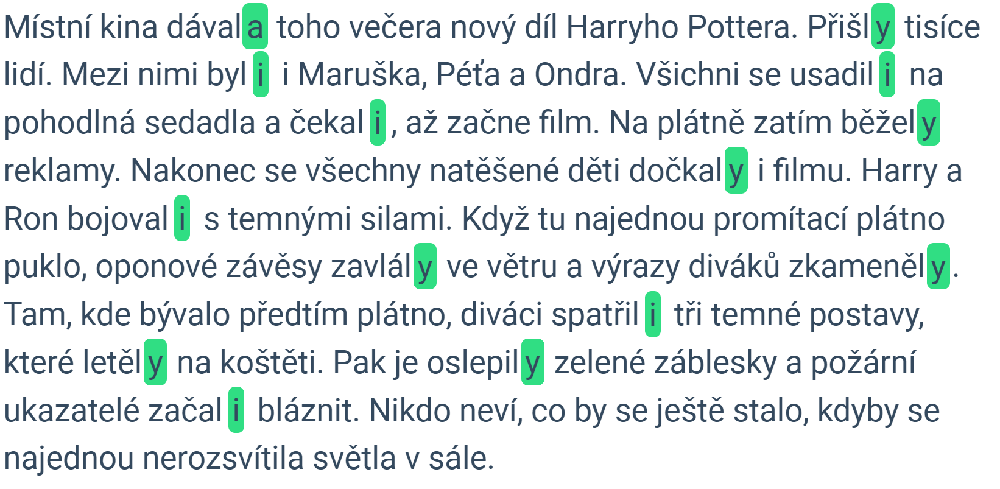 Místní kina dávala toho večera nový díl Harryho Pottera. Přišly tisíce
lidí. Mezi nimi byli i Maruška, Péťa a Ondra. Všichni se usadili na
pohodlná sedadla a čekali, až začne film. Na plátně zatím běžely
reklamy. Nakonec se všechny natěšené děti dočkaly i filmu. Harry a
Ron bojovali s temnými silami. Když tu najednou promítací plátno
puklo, oponové závěsy zavlály ve větru a výrazy diváků zkameněly.
Tam, kde bývalo předtím plátno, diváci spatřili tři temné postavy,
které letěly na koštěti. Pak je oslepily zelené záblesky a požární
ukazatelé začali bláznit. Nikdo neví, co by se ještě stalo, kdyby se
najednou nerozsvítila světla v sále.